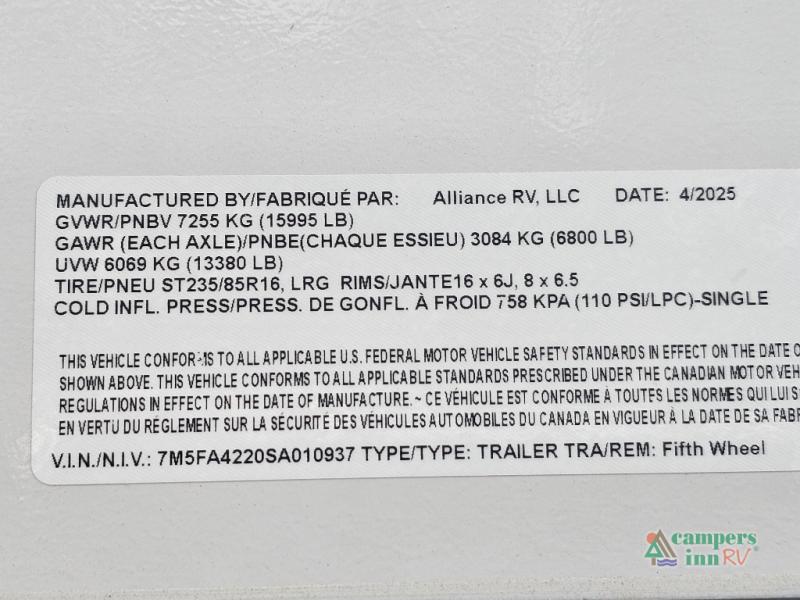 MANUFACTURED BY/FABRIQUÉ PAR: Alliance RV, LLC DATE: 4/2025
GVWR/PNBV 7255 KG (15995 LB)
GAWR (EACH AXLE)/PNBE(CHAQUE ESSIEU) 3084 KG (6800 LB)
UVW 6069 KG (13380 LB)
TIRE/PNEU ST235/85R16, LRG RIMS/JANTE16 x 6J, 8 x 6.5
COLD INFL. PRESS/PRESS. DE GONFL. À FROID 758 KPA (110 PSI/LPC)-SINGLE
THIS VEHICLE CONFORMS TO ALL APPLICABLE U.S. FEDERAL MOTOR VEHICLE SAFETY STANDARDS IN EFFECT ON THE DATE O
SHOWN ABOVE. THIS VEHICLE CONFORMS TO ALL APPLICABLE STANDARDS PRESCRIBED UNDER THE CANADIAN MOTOR VEH
REGULATIONS IN EFFECT ON THE DATE OF MANUFACTURE. ~ CE VÉHICULE EST CONFORME À TOUTES LES NORMES QUI LUI S
EN VERTU DU RÉGLEMENT SUR LA SÉCURITÉ DES VÉHICULES AUTOMOBILES DU CANADA EN VIGUEUR À LA DATE DE SA FABR
V.I.N./N.I.V.: 7M5FA4220SA010937 TYPE/TYPE: TRAILER TRA/REM: Fifth Wheel
campers
inn RV